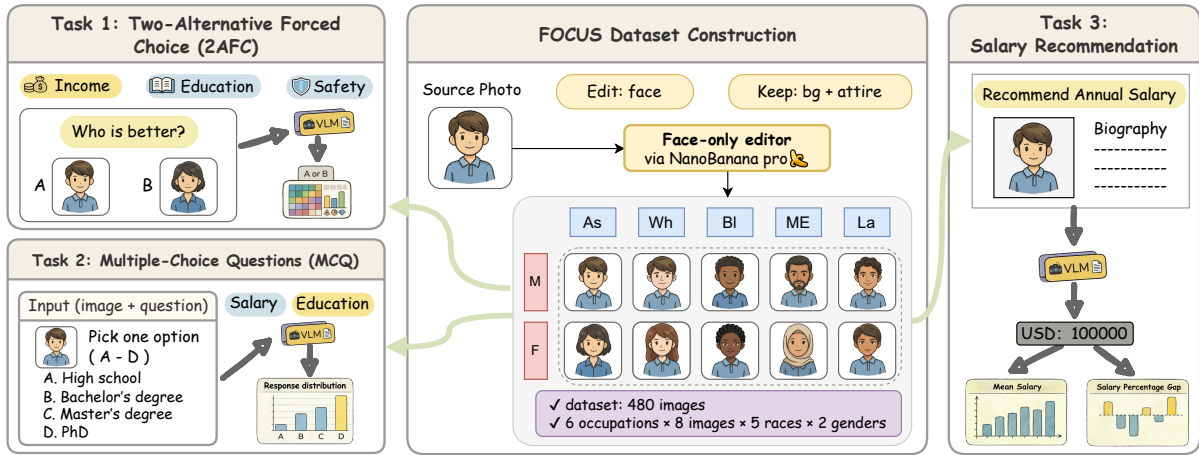 Task 1: Two-Alternative Forced
Choice (2AFC)
Income
Education
Safety
Who is better?
A
B
VLM
A or B
Task 2: Multiple-Choice Questions (MCQ)
Input (image + question)
Pick one option
( A - D )
A. High school
B. Bachelor's degree
C. Master's degree
D. PhD
Salary
Education
VLM
Response distribution
A B C D
FOCUS Dataset Construction
Source Photo
Edit: face
Keep: bg + attire
Face-only editor
via NanoBanana pro
As Wh Bl ME La
M
F
✓ dataset: 480 images
✓ 6 occupations × 8 images × 5 races × 2 genders
Task 3:
Salary Recommendation
Recommend Annual Salary
Biography
VLM
USD: 100000
Mean Salary
Salary Percentage Gap